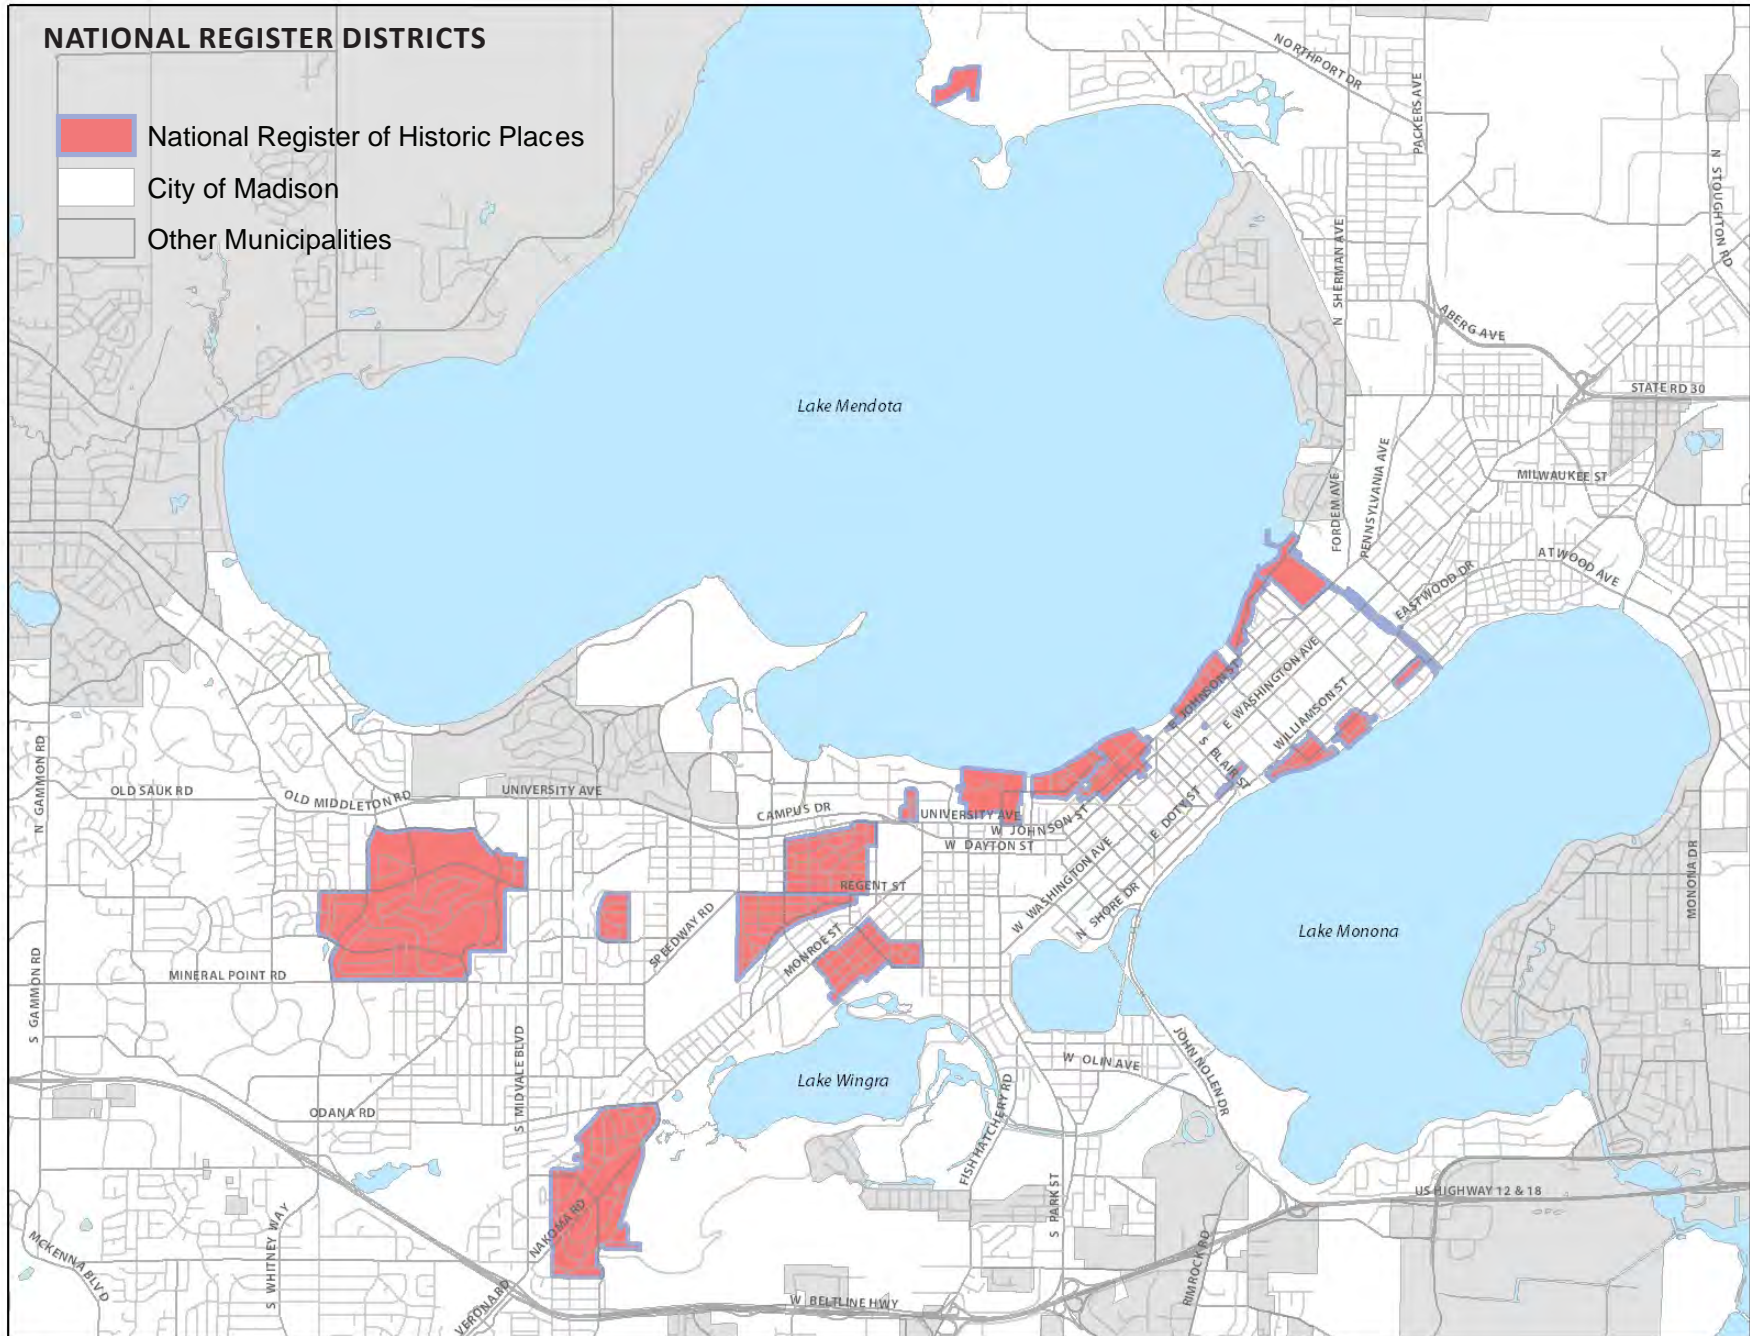 NATIONAL REGISTER DISTRICTS
National Register of Historic Places
City of Madison
Other Municipalities
NORTHPORT DR
PACKERS AVE
N STOUGHTON RD
N SHERMAN AVE
ABERG AVE
STATE RD 30
Lake Mendota
FORDEM AVE
PENNSYLVANIA AVE
MILWAUKEE ST
ATWOOD AVE
EASTWOOD DR
E JOHNSON ST
E WASHINGTON AVE
WILLIAMSON ST
S BLAIR ST
E DOTY ST
N GAMMON RD
OLD SAUK RD
OLD MIDDLETON RD
UNIVERSITY AVE
CAMPUS DR
UNIVERSITY AVE
W JOHNSON ST
W DAYTON ST
REGENT ST
W WASHINGTON AVE
N SHORE DR
SPEEDWAY RD
MONROE ST
MONONA DR
Lake Monona
MINERAL POINT RD
S GAMMON RD
S MIDVALE BLVD
Lake Wingra
W OLIN AVE
JOHN NOLEN DR
ODANA RD
FISH HATCHERY RD
S PARK ST
US HIGHWAY 12 & 18
NAKOMA RD
MCKENNA BLVD
S WHITNEY WAY
VERONA RD
W BELTLINE HWY
RIMROCK RD